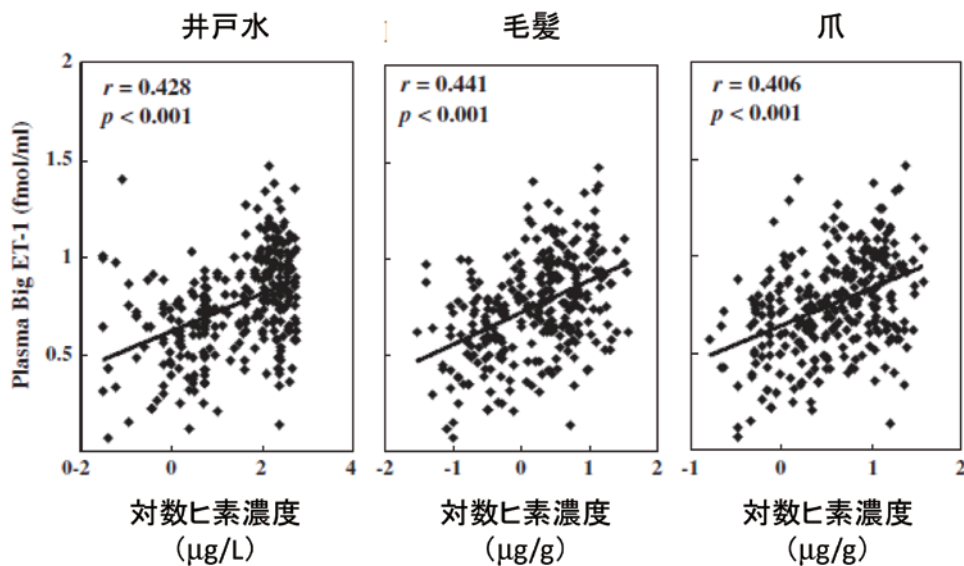 井戸水
毛髪
爪
r = 0.428
p < 0.001
r = 0.441
p < 0.001
r = 0.406
p < 0.001
Plasma Big ET-1 (fmol/ml)
2
1.5
1
0.5
0
-2 0 2 4
-2 -1 0 1 2
-1 0 1 2
対数ヒ素濃度
(μg/L)
対数ヒ素濃度
(μg/g)
対数ヒ素濃度
(μg/g)